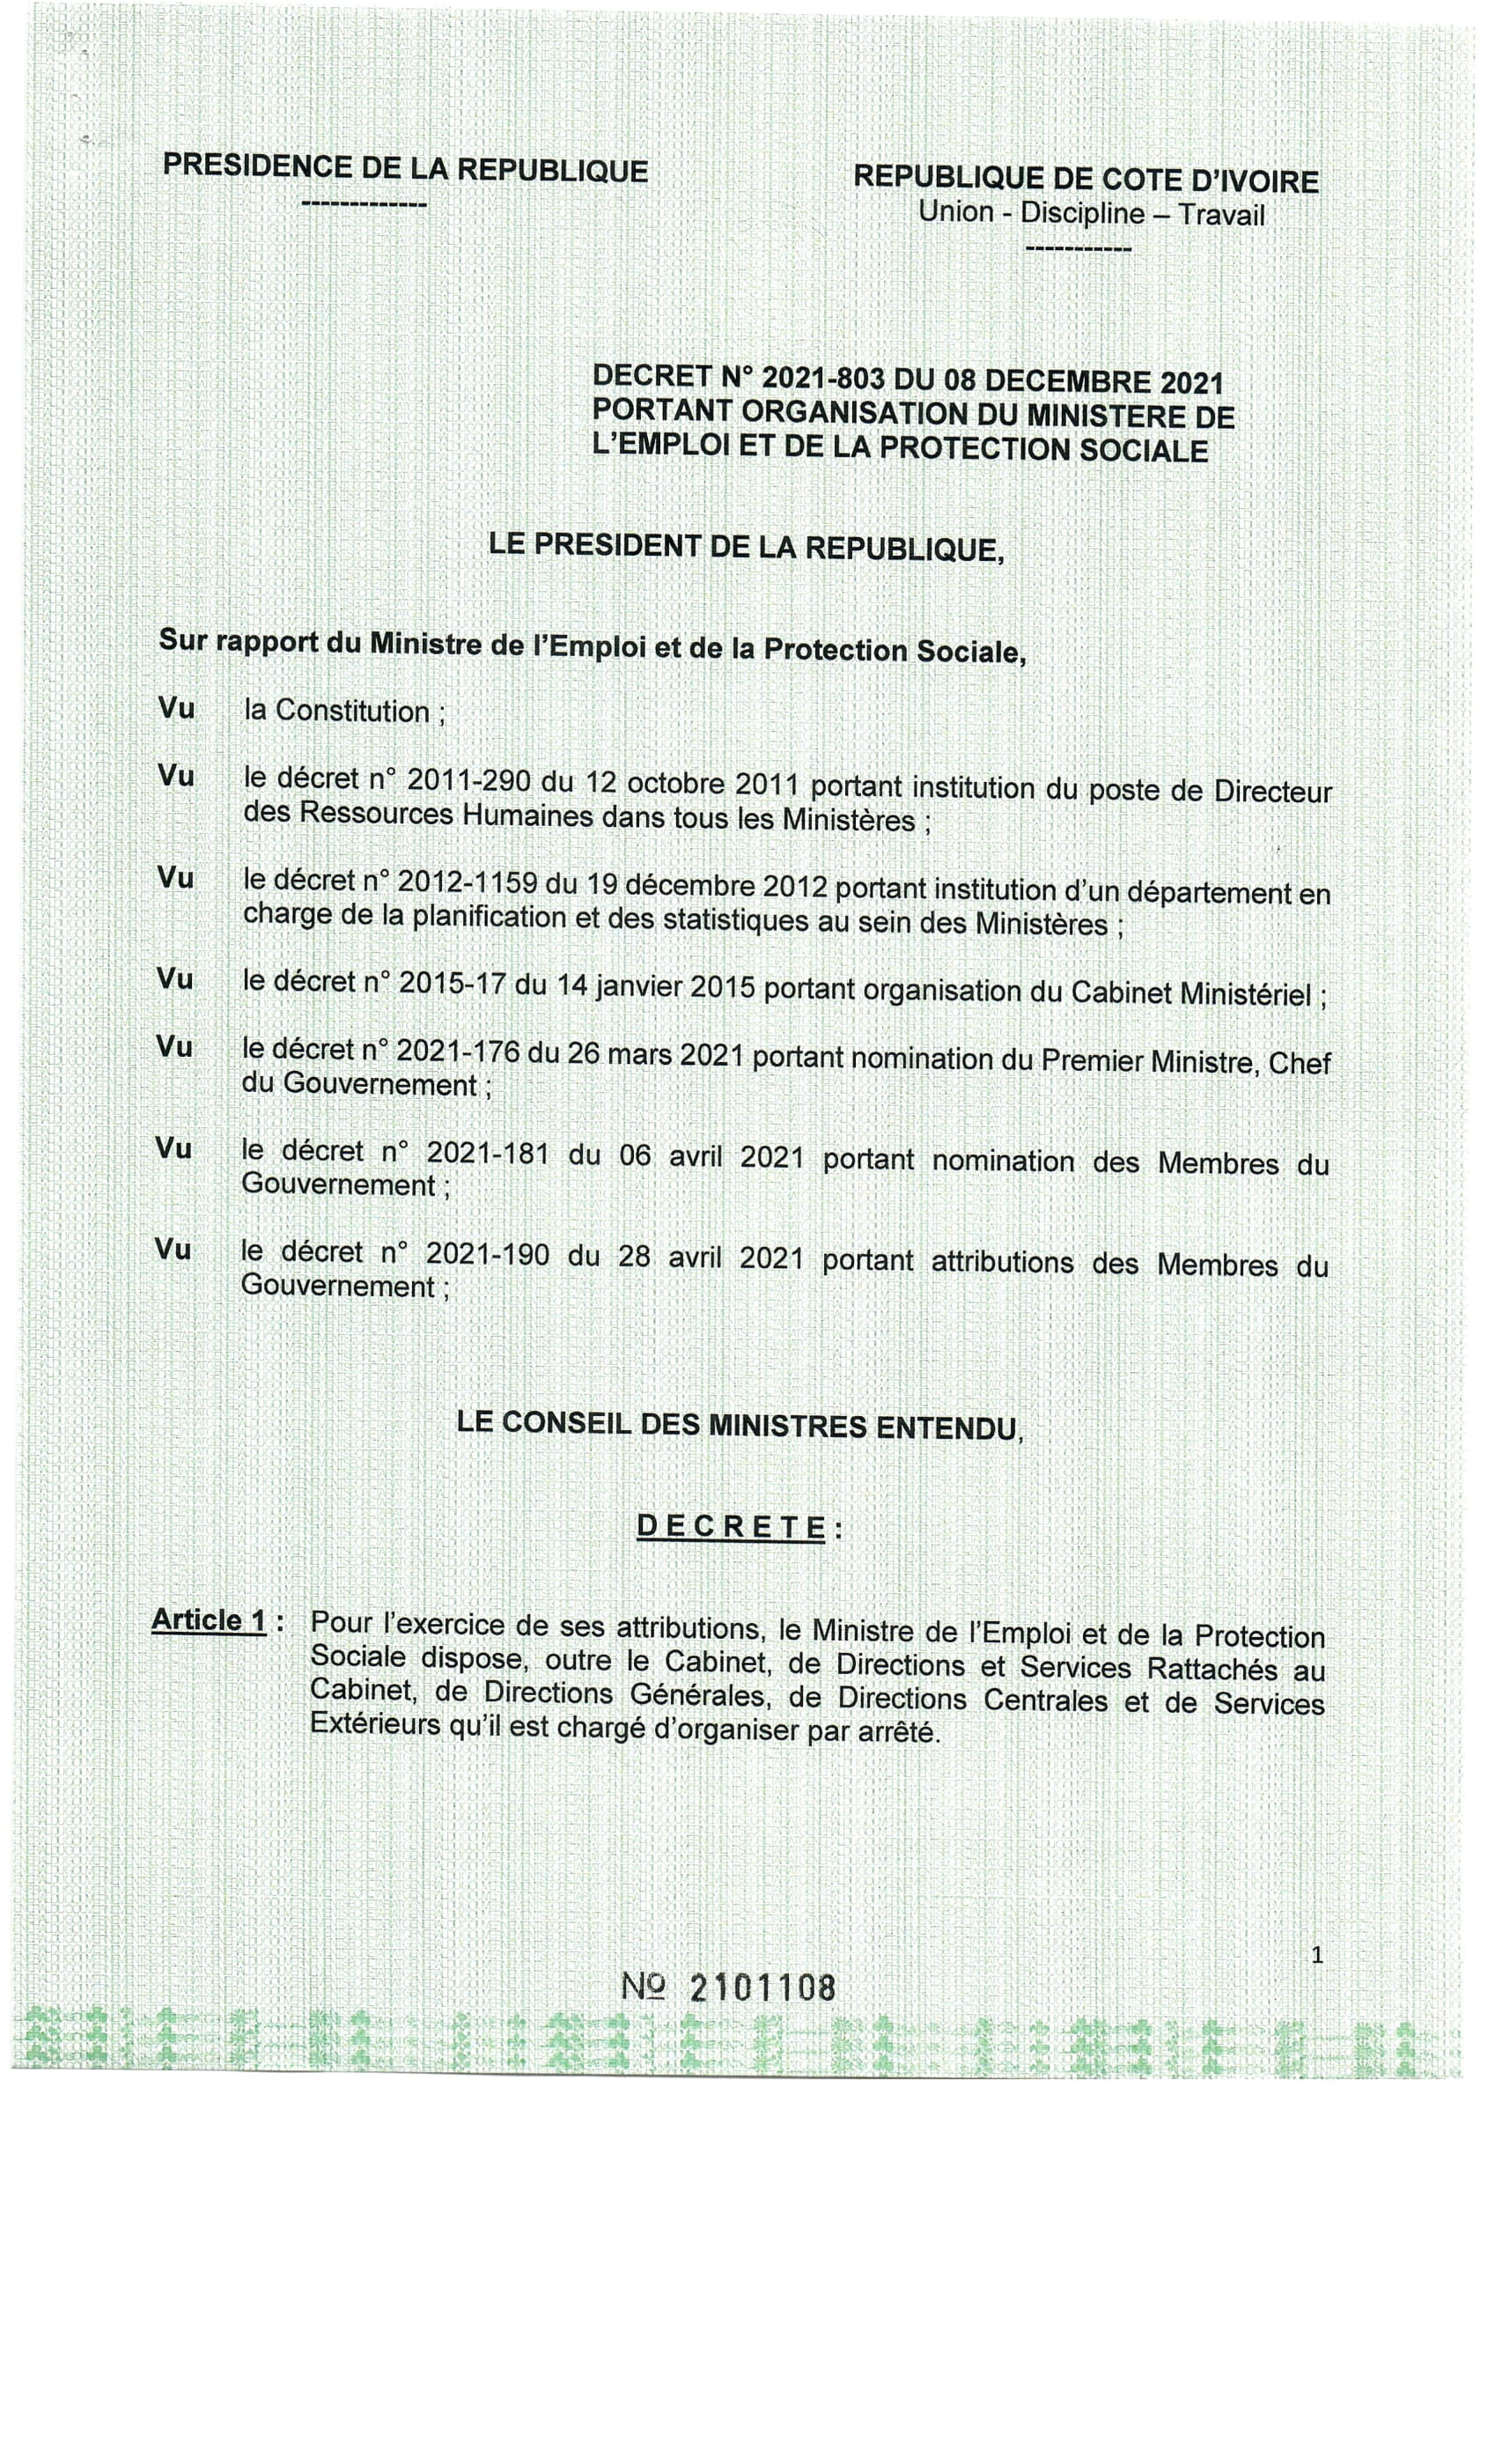 PRESIDENCE DE LA REPUBLIQUE
-------------
REPUBLIQUE DE COTE D'IVOIRE
Union - Discipline – Travail
-----------
DECRET N° 2021-803 DU 08 DECEMBRE 2021
PORTANT ORGANISATION DU MINISTERE DE
L'EMPLOI ET DE LA PROTECTION SOCIALE
LE PRESIDENT DE LA REPUBLIQUE,
Sur rapport du Ministre de l'Emploi et de la Protection Sociale,
Vu la Constitution ;
Vu le décret n° 2011-290 du 12 octobre 2011 portant institution du poste de Directeur
des Ressources Humaines dans tous les Ministères ;
Vu le décret n° 2012-1159 du 19 décembre 2012 portant institution d'un département en
charge de la planification et des statistiques au sein des Ministères ;
Vu le décret n° 2015-17 du 14 janvier 2015 portant organisation du Cabinet Ministériel ;
Vu le décret n° 2021-176 du 26 mars 2021 portant nomination du Premier Ministre, Chef
du Gouvernement ;
Vu le décret n° 2021-181 du 06 avril 2021 portant nomination des Membres du
Gouvernement ;
Vu le décret n° 2021-190 du 28 avril 2021 portant attributions des Membres du
Gouvernement ;
LE CONSEIL DES MINISTRES ENTENDU,
D E C R E T E :
Article 1 : Pour l'exercice de ses attributions, le Ministre de l'Emploi et de la Protection
Sociale dispose, outre le Cabinet, de Directions et Services Rattachés au
Cabinet, de Directions Générales, de Directions Centrales et de Services
Extérieurs qu'il est chargé d'organiser par arrêté.
1
Nº 2101108